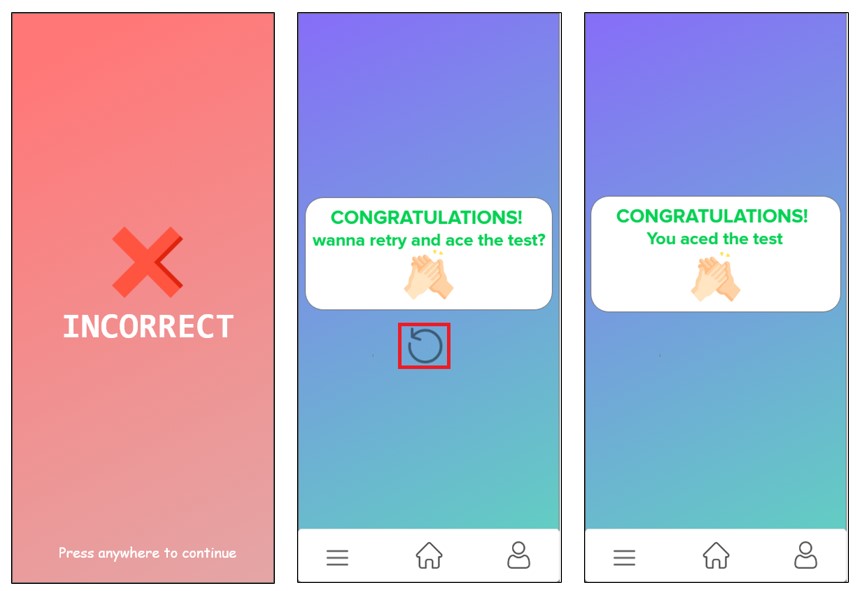 INCORRECT
Press anywhere to continue
CONGRATULATIONS!
wanna retry and ace the test?
CONGRATULATIONS!
You aced the test